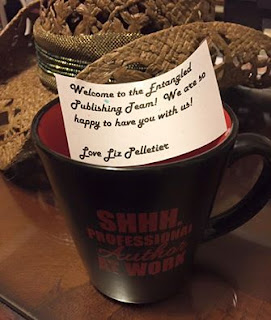 Welcome to the Entangled
Publishing Team! We are so
happy to have you with us!
Love Liz Pelletier
SHHH,
PROFESSIONAL
Author
AT WORK